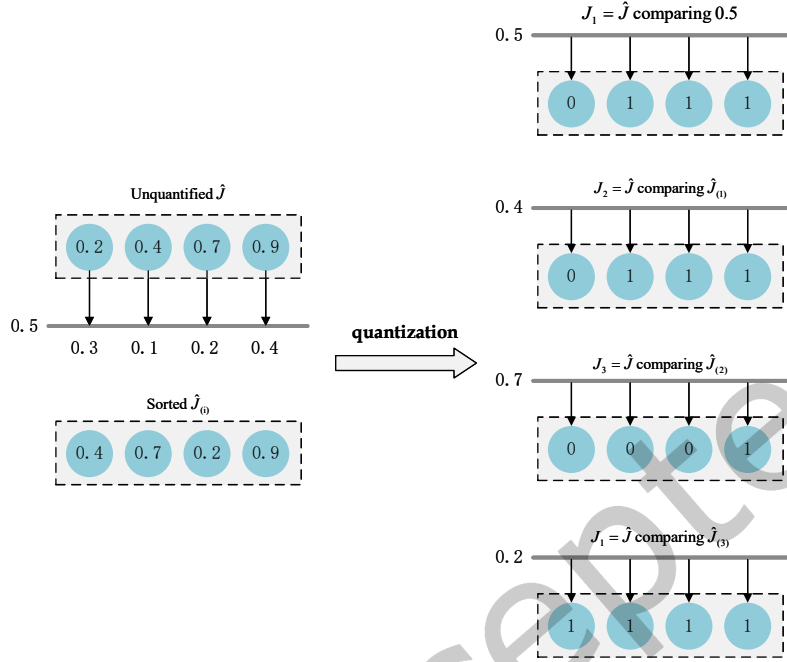 Unquantified Ĵ
0.2 0.4 0.7 0.9
0.5
0.3 0.1 0.2 0.4
Sorted Ĵ(i)
0.4 0.7 0.2 0.9
quantization
J1 = Ĵ comparing 0.5
0.5
0 1 1 1
J2 = Ĵ comparing Ĵ(1)
0.4
0 1 1 1
J3 = Ĵ comparing Ĵ(2)
0.7
0 0 0 1
J1 = Ĵ comparing Ĵ(3)
0.2
1 1 1 1
septe